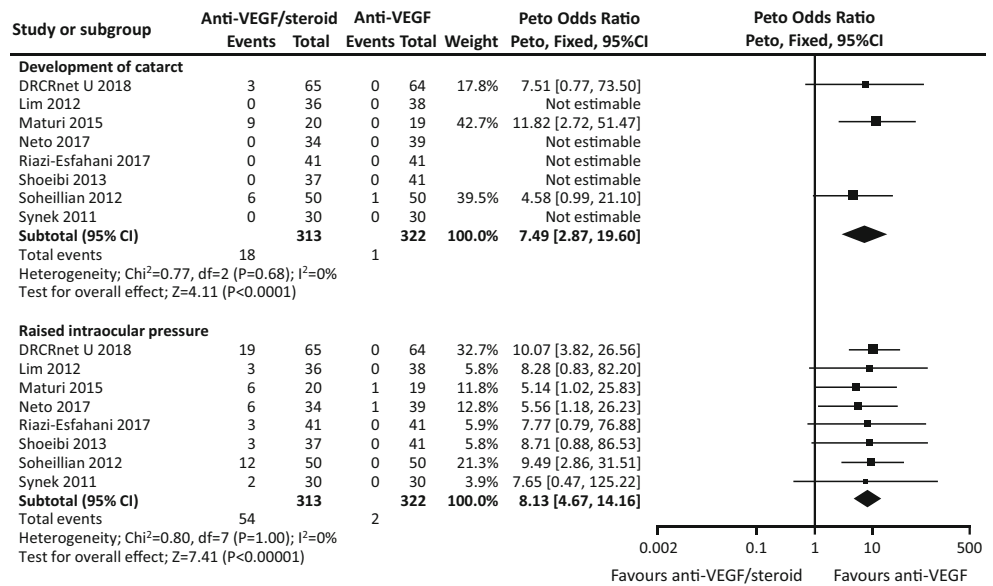 Study or subgroup Anti-VEGF/steroid Anti-VEGF Peto Odds Ratio Peto Odds Ratio
Events Total Events Total Weight Peto, Fixed, 95%CI Peto, Fixed, 95%CI
Development of catarct
DRCRnet U 2018 3 65 0 64 17.8% 7.51 [0.77, 73.50]
Lim 2012 0 36 0 38 Not estimable
Maturi 2015 9 20 0 19 42.7% 11.82 [2.72, 51.47]
Neto 2017 0 34 0 39 Not estimable
Riazi-Esfahani 2017 0 41 0 41 Not estimable
Shoeibi 2013 0 37 0 41 Not estimable
Soheillian 2012 6 50 1 50 39.5% 4.58 [0.99, 21.10]
Synek 2011 0 30 0 30 Not estimable
Subtotal (95% CI) 313 322 100.0% 7.49 [2.87, 19.60]
Total events 18 1
Heterogeneity; Chi²=0.77, df=2 (P=0.68); I²=0%
Test for overall effect; Z=4.11 (P<0.0001)
Raised intraocular pressure
DRCRnet U 2018 19 65 0 64 32.7% 10.07 [3.82, 26.56]
Lim 2012 3 36 0 38 5.8% 8.28 [0.83, 82.20]
Maturi 2015 6 20 1 19 11.8% 5.14 [1.02, 25.83]
Neto 2017 6 34 1 39 12.8% 5.56 [1.18, 26.23]
Riazi-Esfahani 2017 3 41 0 41 5.9% 7.77 [0.79, 76.88]
Shoeibi 2013 3 37 0 41 5.8% 8.71 [0.88, 86.53]
Soheillian 2012 12 50 0 50 21.3% 9.49 [2.86, 31.51]
Synek 2011 2 30 0 30 3.9% 7.65 [0.47, 125.22]
Subtotal (95% CI) 313 322 100.0% 8.13 [4.67, 14.16]
Total events 54 2
Heterogeneity; Chi²=0.80, df=7 (P=1.00); I²=0%
Test for overall effect; Z=7.41 (P<0.00001)
0.002 0.1 1 10 500
Favours anti-VEGF/steroid Favours anti-VEGF